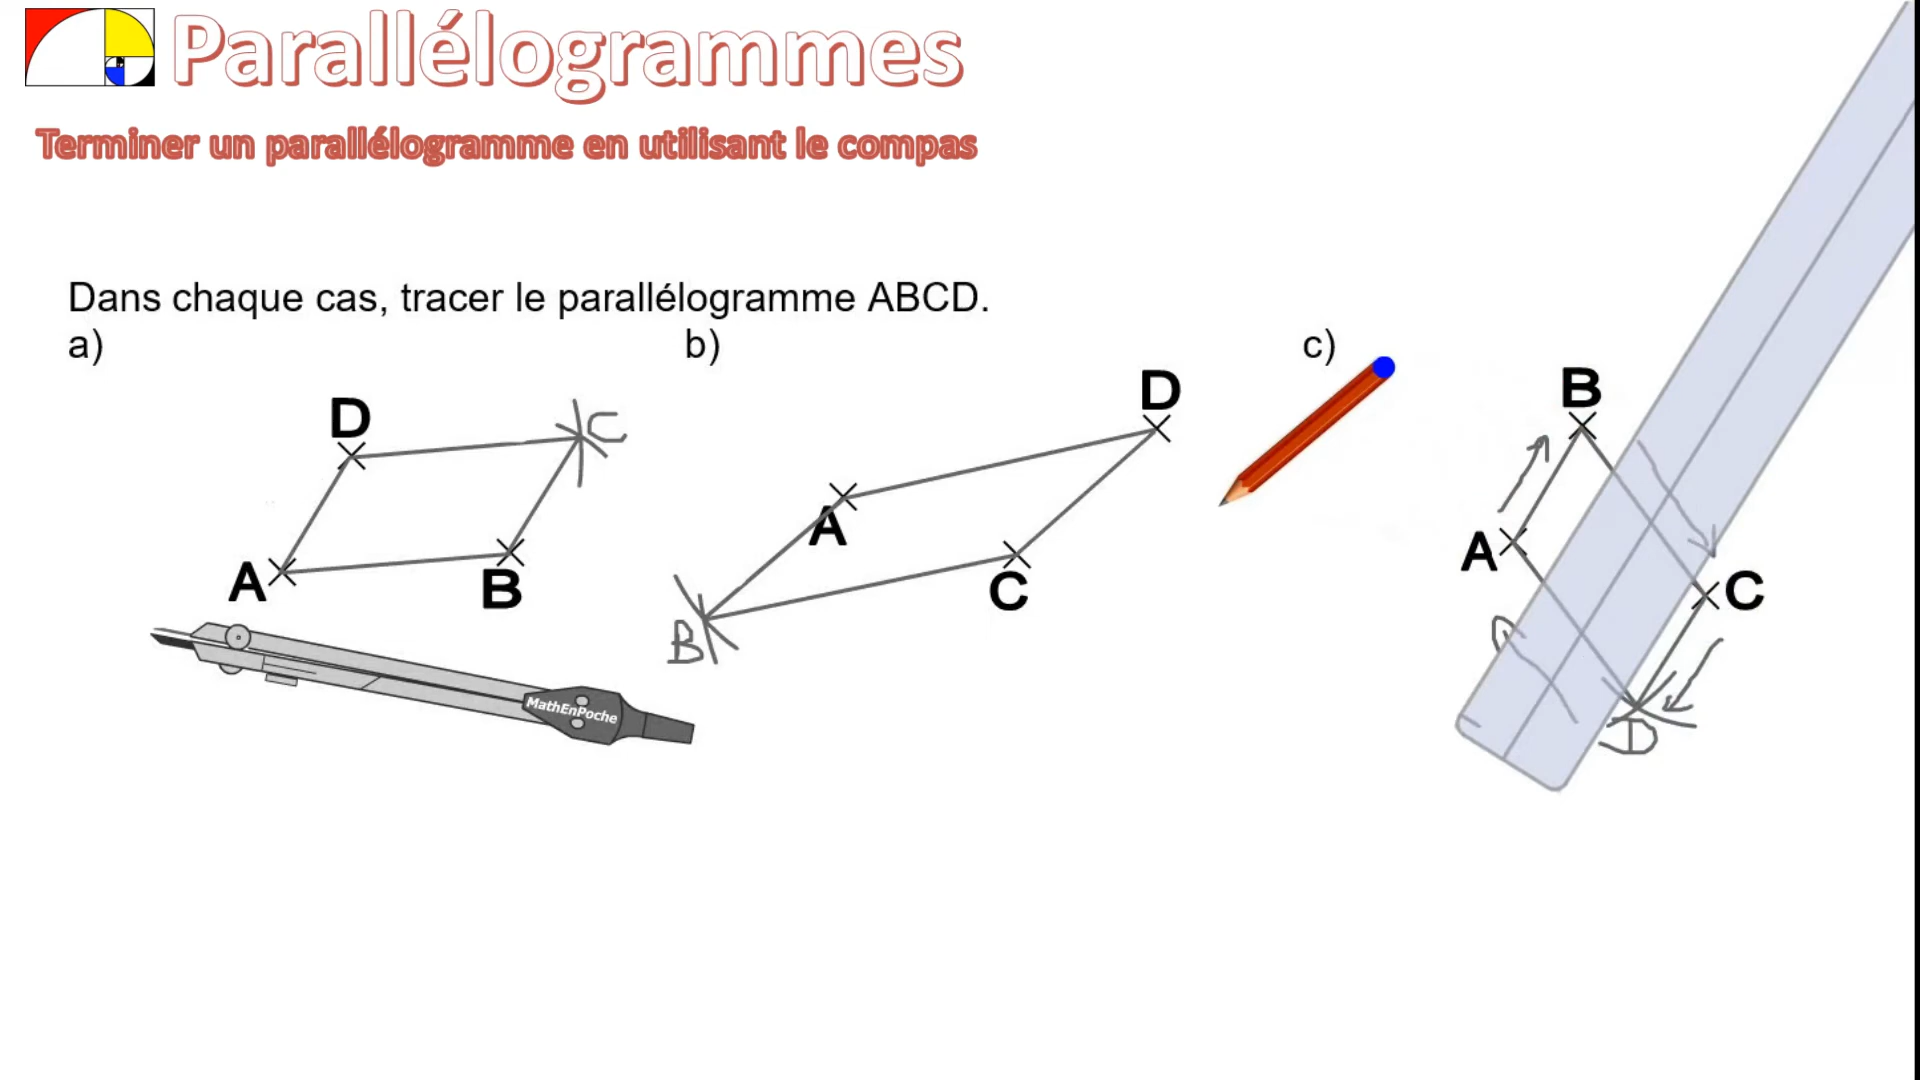 Parallélogrammes
Terminer un parallélogramme en utilisant le compas
Dans chaque cas, tracer le parallélogramme ABCD.
a)
b)
c)
D
C
A
B
D
A
C
B
B
A
C
D
MathEnPoche